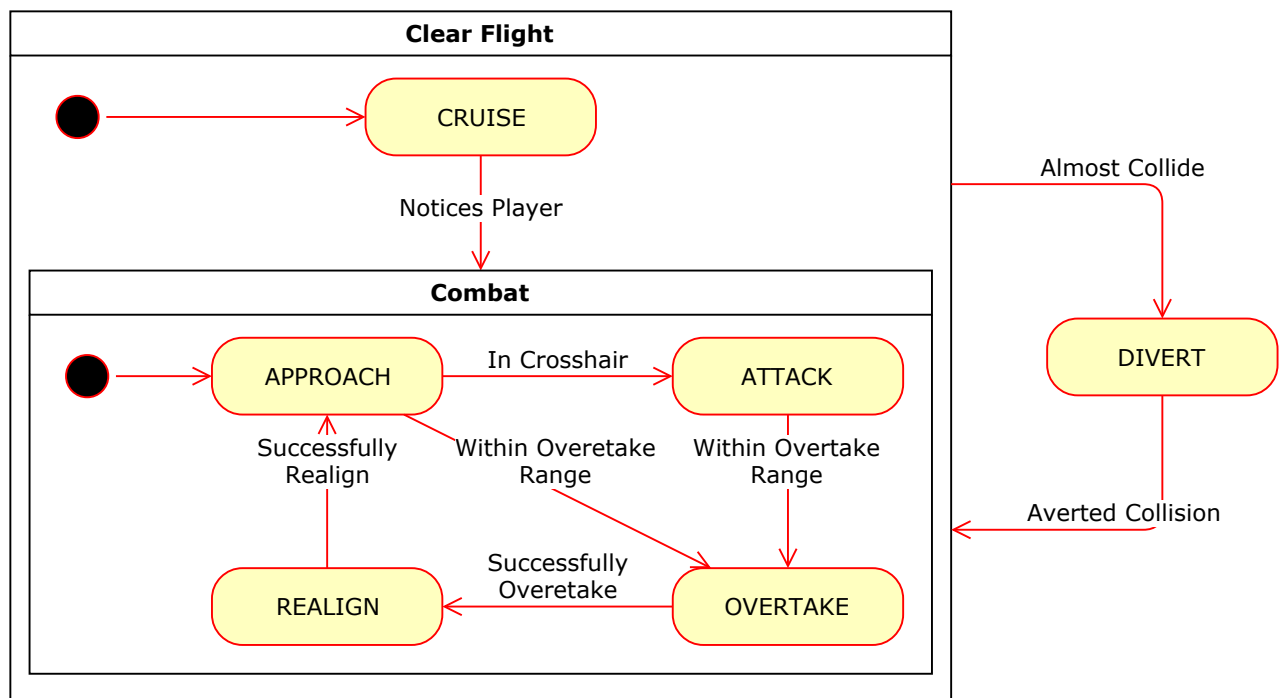 Clear Flight
CRUISE
Almost Collide
Notices Player
Combat
In Crosshair
APPROACH
ATTACK
DIVERT
Successfully
Realign
Within Overetake
Range
Within Overtake
Range
Averted Collision
Successfully
Overetake
REALIGN
OVERTAKE